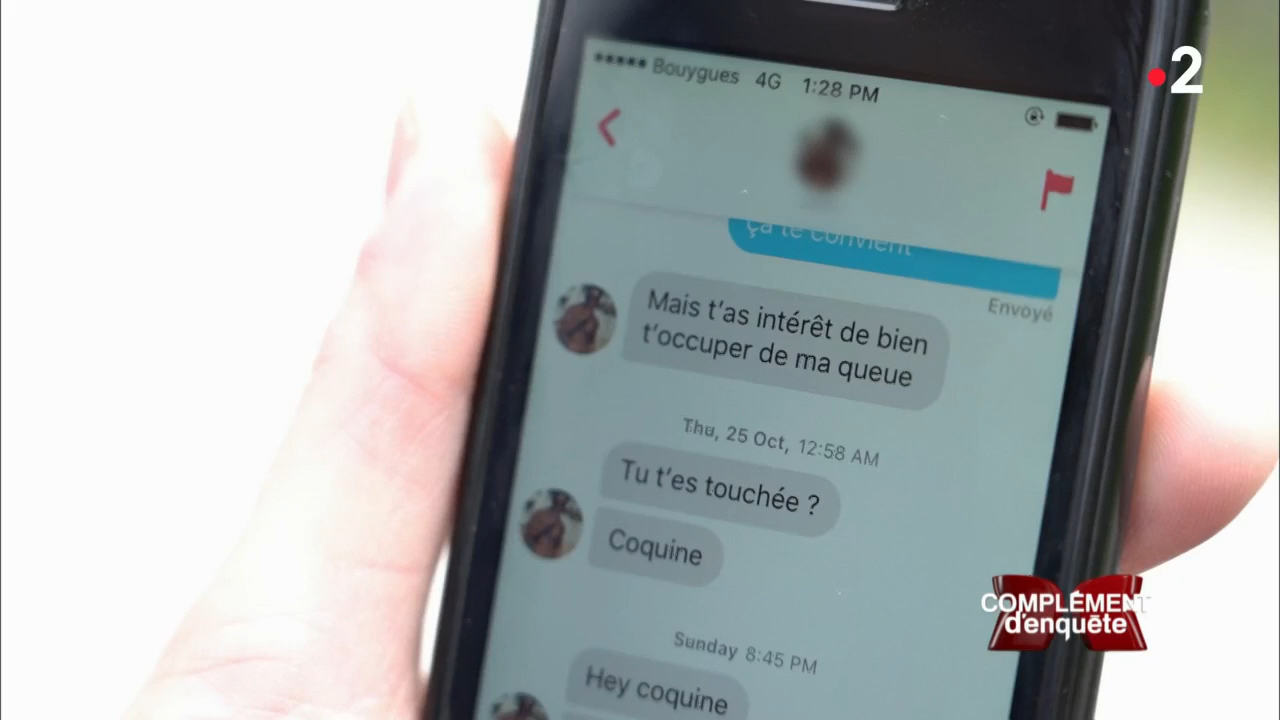 Bouygues 4G 1:28 PM
2
ça te convient
Envoyé
Mais t'as intérêt de bien
t'occuper de ma queue
Thu, 25 Oct, 12:58 AM
Tu t'es touchée ?
Coquine
COMPLÉMENT
d'enquête
Sunday 8:45 PM
Hey coquine